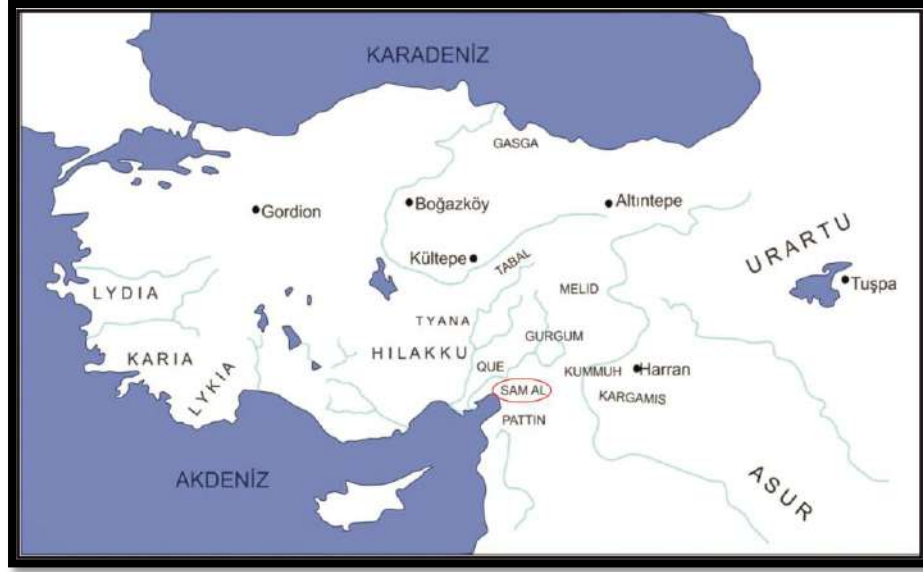 KARADENİZ
GASGA
Gordion
Boğazköy
Altıntepe
Kültepe
TABAL
URARTU
Tuşpa
LYDIA
MELID
TYANA
GURGUM
KARIA
LYKIA
HILAKKU
QUE
KUMMUH
Harran
SAM AL
KARGAMIS
PATTIN
AKDENİZ
ASUR